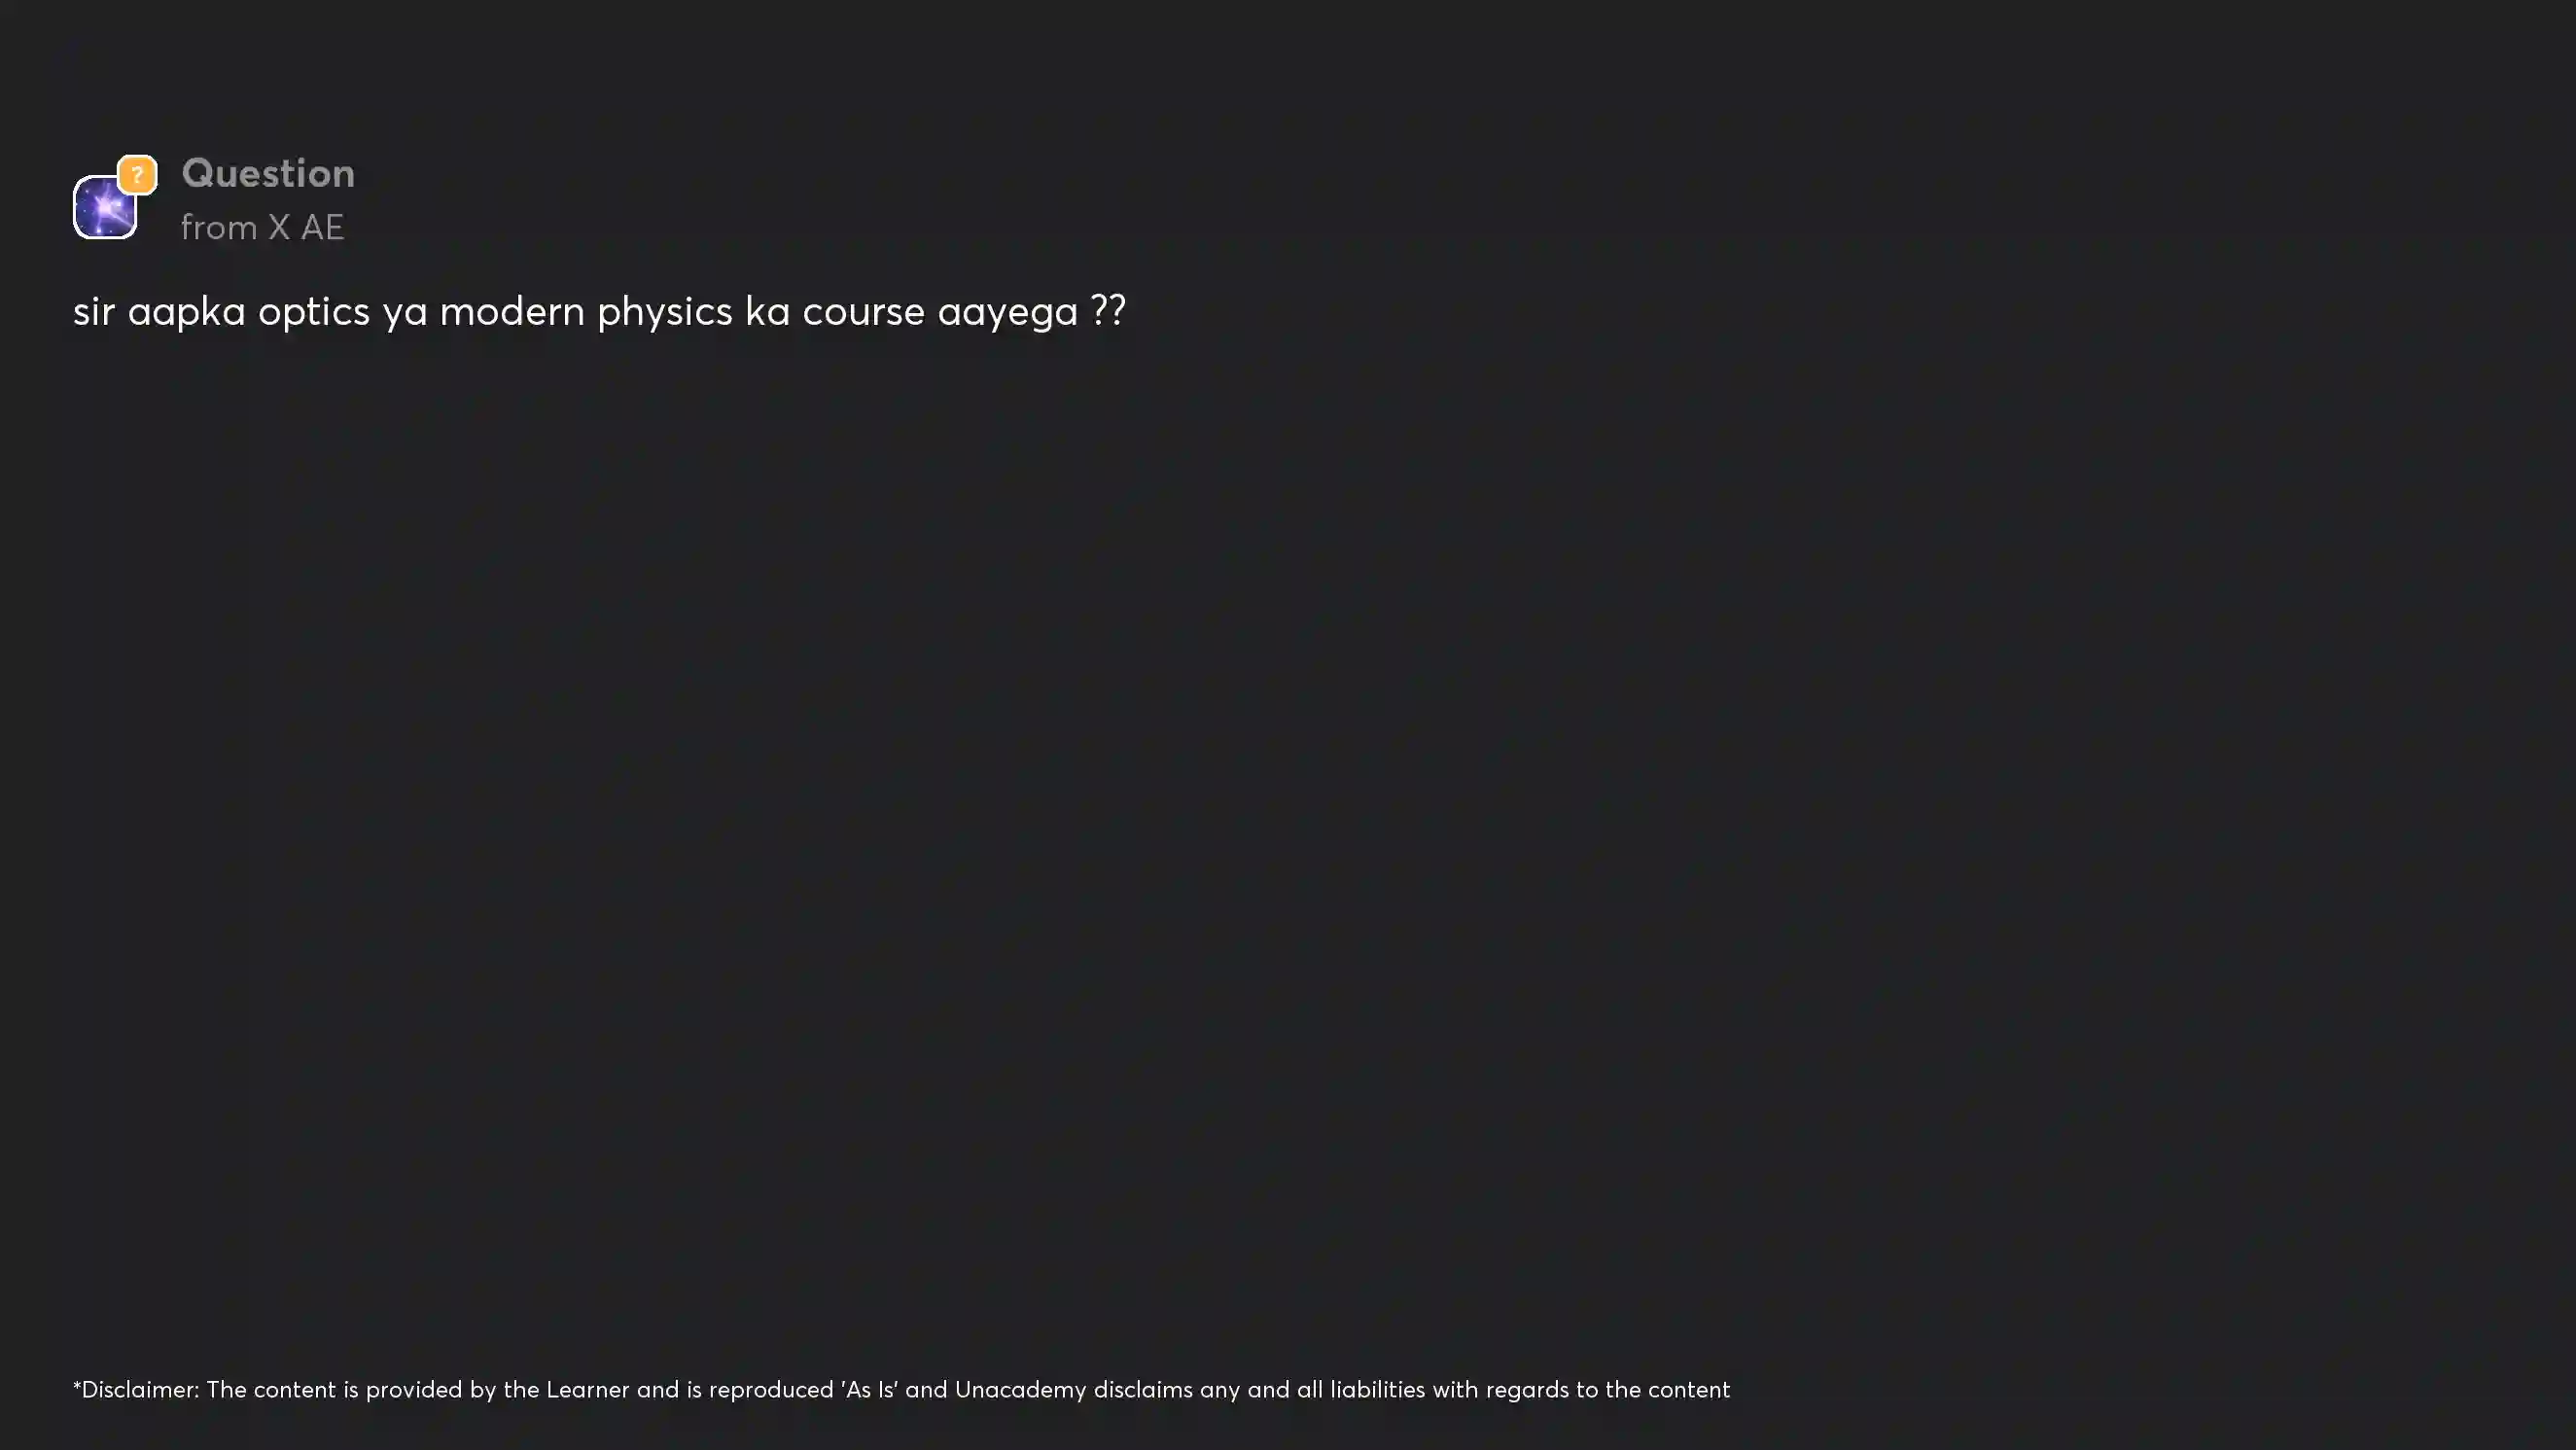 ?
Question
from X AE
sir aapka optics ya modern physics ka course aayega ??
*Disclaimer: The content is provided by the Learner and is reproduced 'As Is' and Unacademy disclaims any and all liabilities with regards to the content